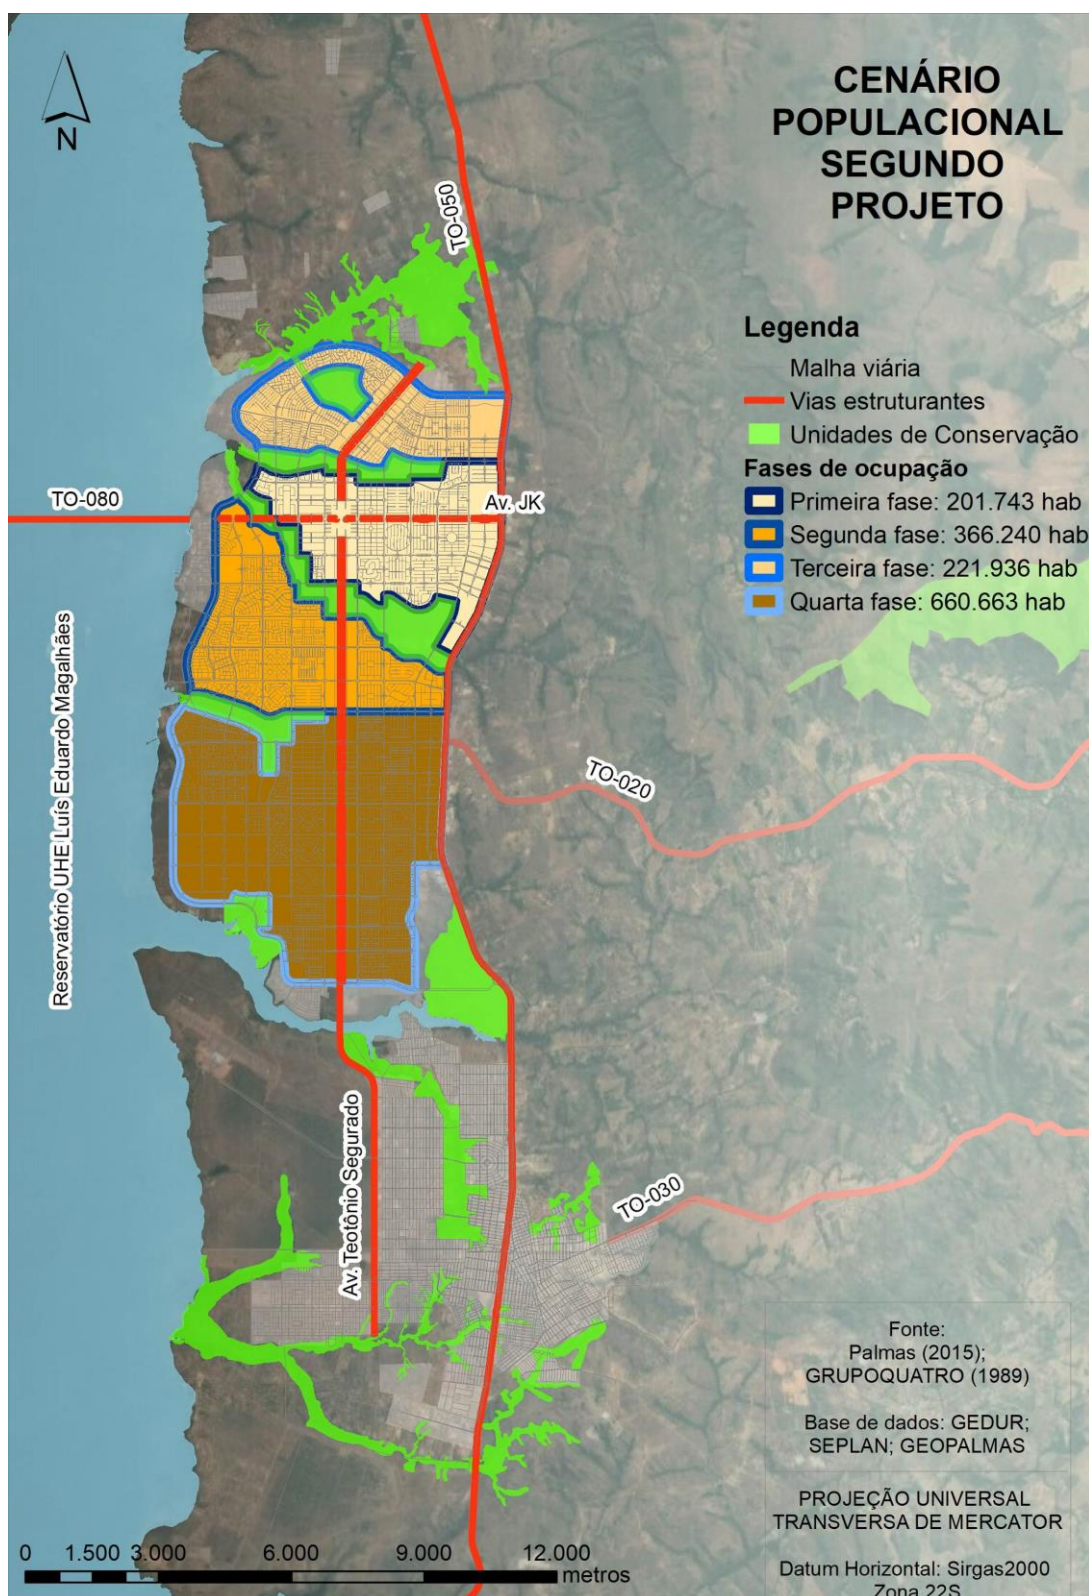 CENÁRIO
POPULACIONAL
SEGUNDO
PROJETO
N
TO-050
Legenda
Malha viária
Vias estruturantes
Unidades de Conservação
Fases de ocupação
Primeira fase: 201.743 hab
Segunda fase: 366.240 hab
Terceira fase: 221.936 hab
Quarta fase: 660.663 hab
TO-080
Av. JK
Reservatório UHE Luís Eduardo Magalhães
TO-020
Av. Teotônio Segurado
TO-030
Fonte:
Palmas (2015);
GRUPOQUATRO (1989)
Base de dados: GEDUR;
SEPLAN; GEOPALMAS
PROJEÇÃO UNIVERSAL
TRANSVERSA DE MERCATOR
Datum Horizontal: Sirgas2000
Zona 22S
0 1.500 3.000 6.000 9.000 12.000
metros